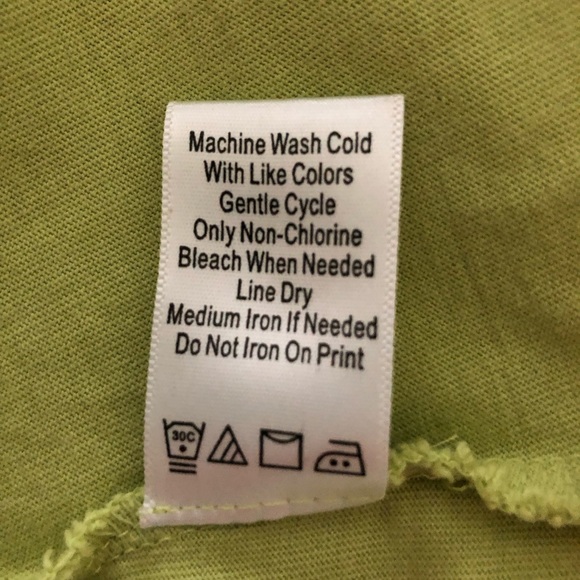 Machine Wash Cold
With Like Colors
Gentle Cycle
Only Non-Chlorine
Bleach When Needed
Line Dry
Medium Iron If Needed
Do Not Iron On Print
30C